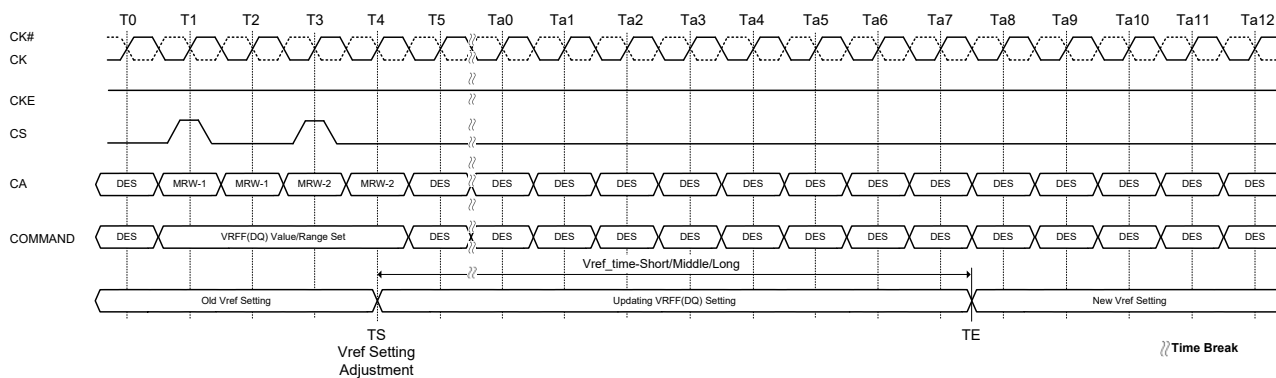 T0 T1 T2 T3 T4 T5 Ta0 Ta1 Ta2 Ta3 Ta4 Ta5 Ta6 Ta7 Ta8 Ta9 Ta10 Ta11 Ta12
CK#
CK
CKE
CS
CA DES MRW-1 MRW-1 MRW-2 MRW-2 DES DES DES DES DES DES DES DES DES DES DES DES DES DES
COMMAND DES VRFF(DQ) Value/Range Set DES DES DES DES DES DES DES DES DES DES DES DES DES DES
Vref_time-Short/Middle/Long
Old Vref Setting Updating VRFF(DQ) Setting New Vref Setting
TS TE
Vref Setting
Adjustment
Time Break